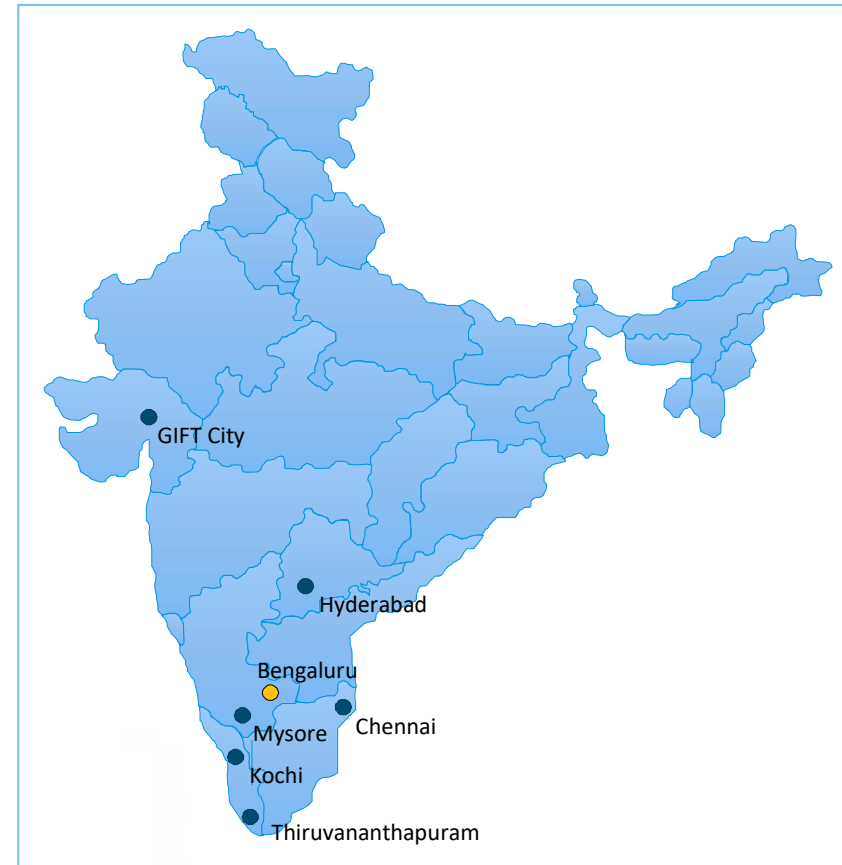 GIFT City
Hyderabad
Bengaluru
Chennai
Mysore
Kochi
Thiruvananthapuram